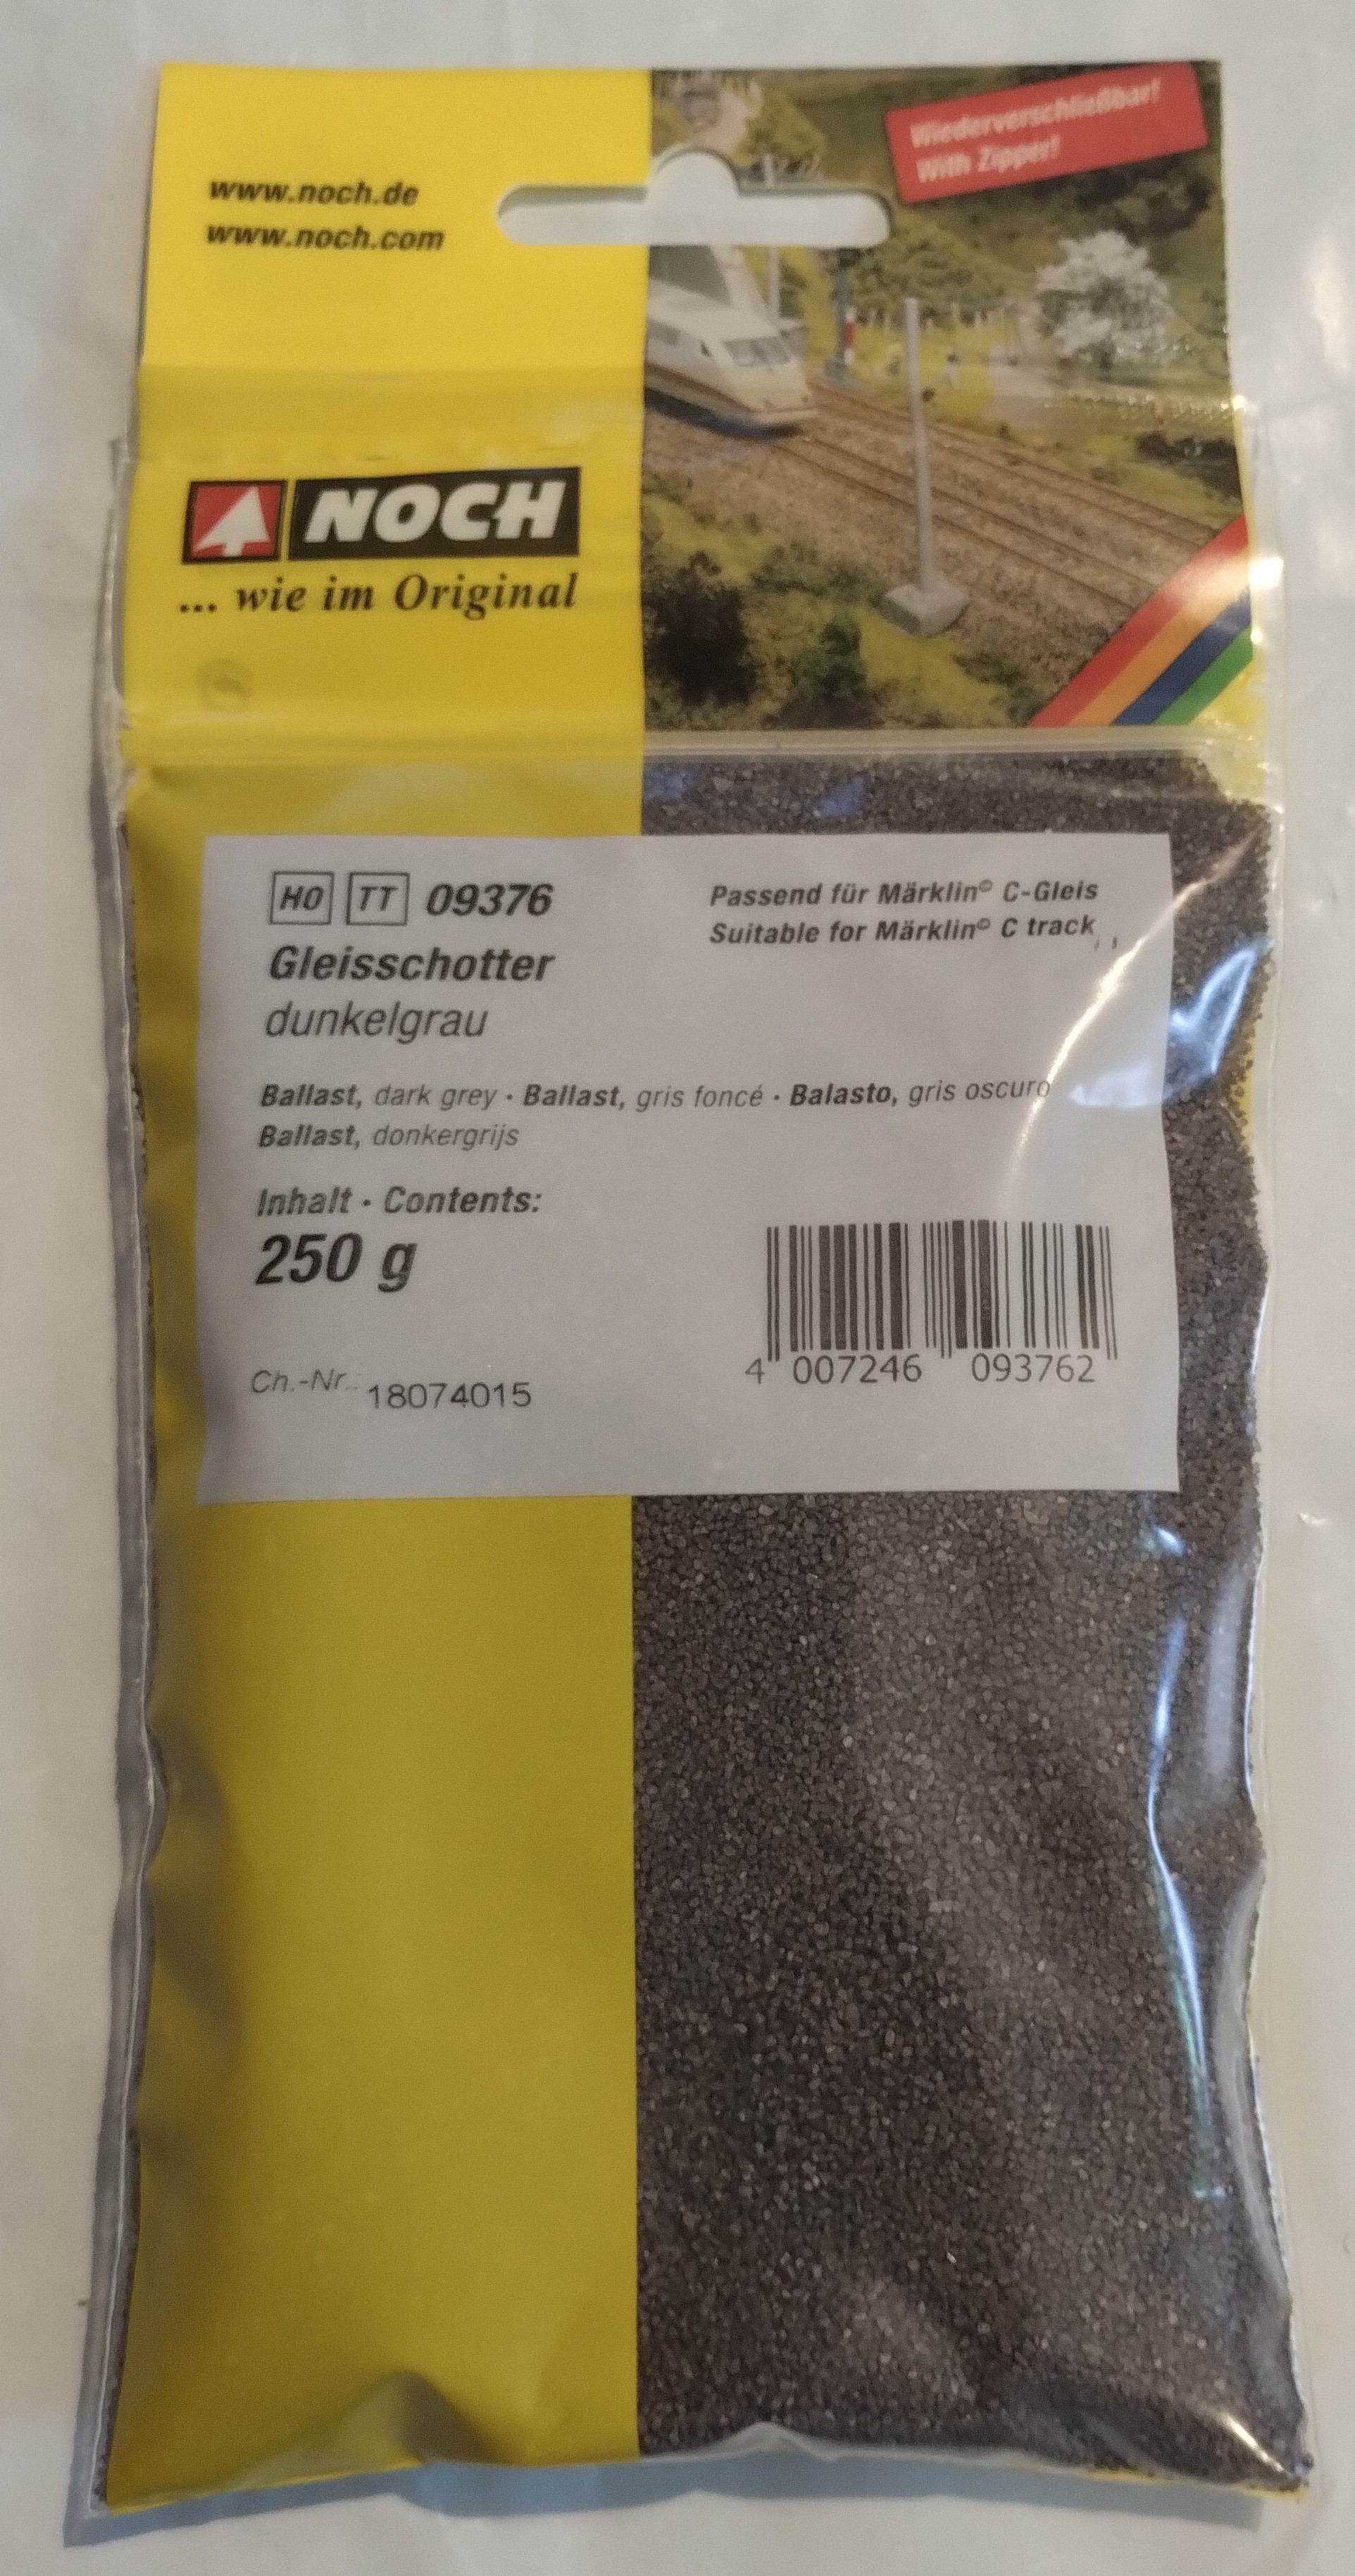 Wiederverschließbar!
With Zipper!
www.noch.de
www.noch.com
NOCH
... wie im Original
H0 TT 09376
Gleisschotter
dunkelgrau
Passend für Märklin© C-Gleis
Suitable for Märklin© C track
Ballast, dark grey · Ballast, gris foncé · Balasto, gris oscuro
Ballast, donkergrijs
Inhalt · Contents:
250 g
Ch.-Nr.: 18074015
4 007246 093762